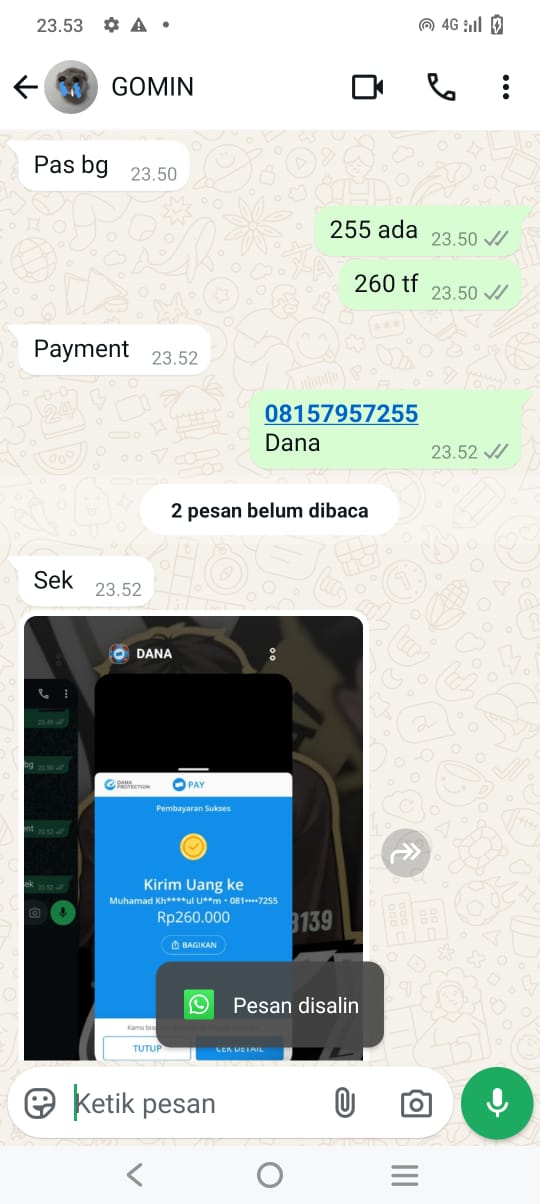 23.53
4G
GOMIN
Pas bg 23.50
255 ada 23.50
260 tf 23.50
Payment 23.52
08157957255
Dana 23.52
2 pesan belum dibaca
Sek 23.52
DANA
23.49
bg 23.50
DANA PROTECTION PAY
Pembayaran Sukses
ent 23.52
Kirim Uang ke
ek 23.52
Muhamad Kh****ul U**m • 081••••7255
Rp260.000
8139
BAGIKAN
Pesan disalin
Kamu bia
TUTUP
CEK DETAIL
Ketik pesan